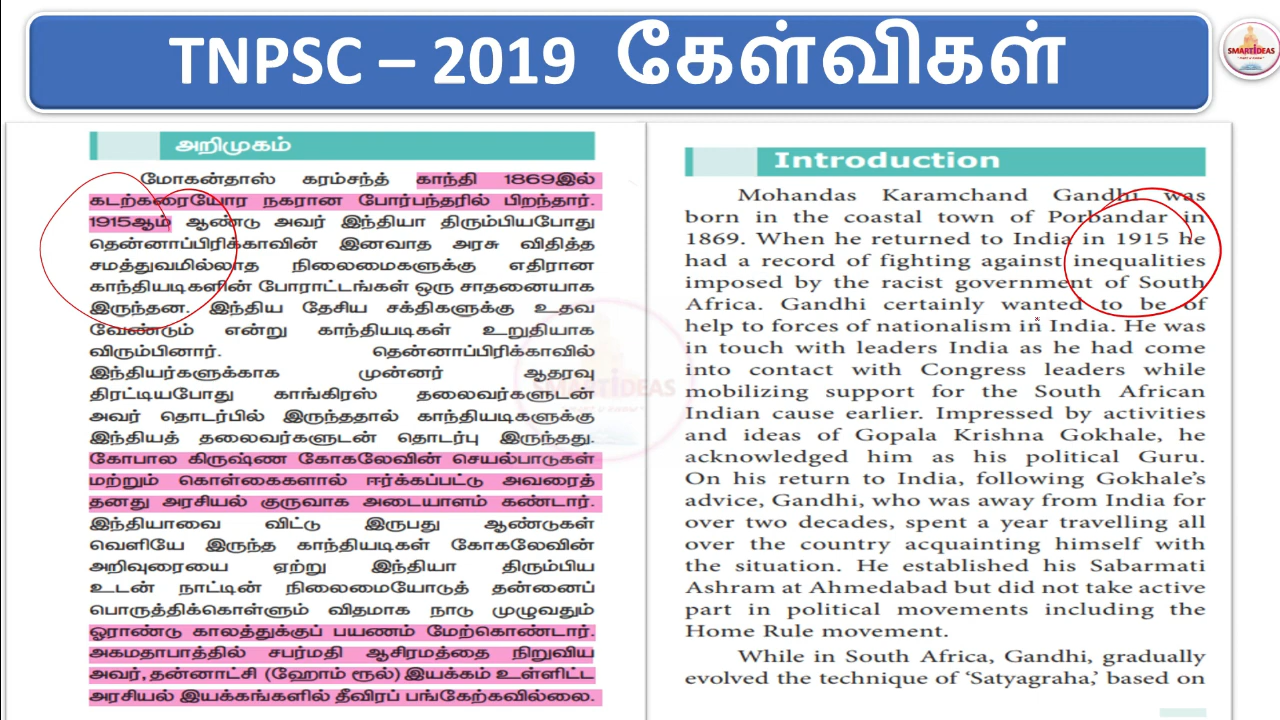 TNPSC – 2019 கேள்விகள்
SMARTIDEAS
அறிமுகம்
மோகன்தாஸ் கரம்சந்த் காந்தி 1869இல்
கடற்கரையோர நகரான போர்பந்தரில் பிறந்தார்.
1915ஆம் ஆண்டு அவர் இந்தியா திரும்பியபோது
தென்னாப்பிரிக்காவின் இனவாத அரசு விதித்த
சமத்துவமில்லாத நிலைமைகளுக்கு எதிரான
காந்தியடிகளின் போராட்டங்கள் ஒரு சாதனையாக
இருந்தன. இந்திய தேசிய சக்திகளுக்கு உதவ
வேண்டும் என்று காந்தியடிகள் உறுதியாக
விரும்பினார். தென்னாப்பிரிக்காவில்
இந்தியர்களுக்காக முன்னர் ஆதரவு
திரட்டியபோது காங்கிரஸ் தலைவர்களுடன்
அவர் தொடர்பில் இருந்ததால் காந்தியடிகளுக்கு
இந்தியத் தலைவர்களுடன் தொடர்பு இருந்தது.
கோபால கிருஷ்ண கோகலேவின் செயல்பாடுகள்
மற்றும் கொள்கைகளால் ஈர்க்கப்பட்டு அவரைத்
தனது அரசியல் குருவாக அடையாளம் கண்டார்.
இந்தியாவை விட்டு இருபது ஆண்டுகள்
வெளியே இருந்த காந்தியடிகள் கோகலேவின்
அறிவுரையை ஏற்று இந்தியா திரும்பிய
உடன் நாட்டின் நிலைமையோடுத் தன்னைப்
பொருத்திக்கொள்ளும் விதமாக நாடு முழுவதும்
ஓராண்டு காலத்துக்குப் பயணம் மேற்கொண்டார்.
அகமதாபாத்தில் சபர்மதி ஆசிரமத்தை நிறுவிய
அவர், தன்னாட்சி (ஹோம் ரூல்) இயக்கம் உள்ளிட்ட
அரசியல் இயக்கங்களில் தீவிரப் பங்கேற்கவில்லை.
Introduction
Mohandas Karamchand Gandhi was
born in the coastal town of Porbandar in
1869. When he returned to India in 1915 he
had a record of fighting against inequalities
imposed by the racist government of South
Africa. Gandhi certainly wanted to be of
help to forces of nationalism in India. He was
in touch with leaders India as he had come
into contact with Congress leaders while
mobilizing support for the South African
Indian cause earlier. Impressed by activities
and ideas of Gopala Krishna Gokhale, he
acknowledged him as his political Guru.
On his return to India, following Gokhale’s
advice, Gandhi, who was away from India for
over two decades, spent a year travelling all
over the country acquainting himself with
the situation. He established his Sabarmati
Ashram at Ahmedabad but did not take active
part in political movements including the
Home Rule movement.
While in South Africa, Gandhi, gradually
evolved the technique of ‘Satyagraha,’ based on
SMARTIDEAS